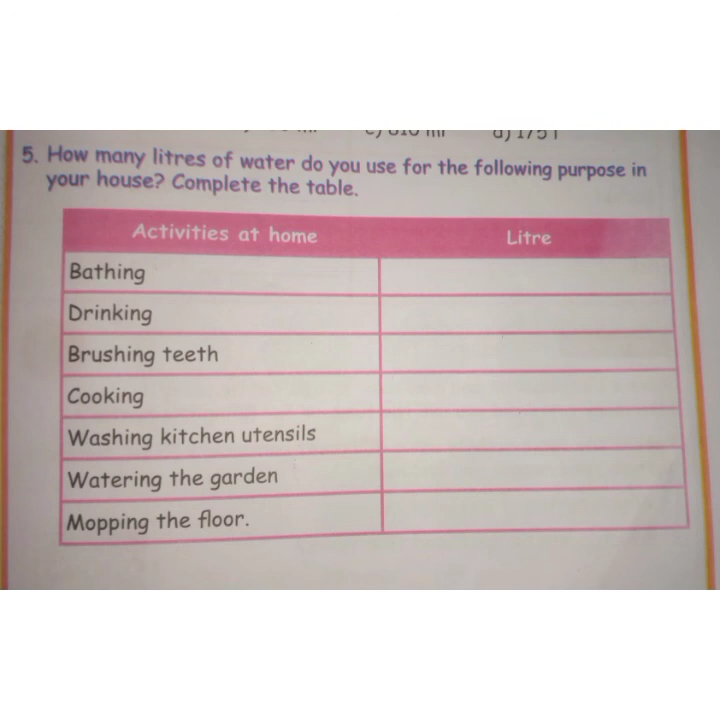 5. How many litres of water do you use for the following purpose in
your house? Complete the table.
Activities at home Litre
Bathing
Drinking
Brushing teeth
Cooking
Washing kitchen utensils
Watering the garden
Mopping the floor.